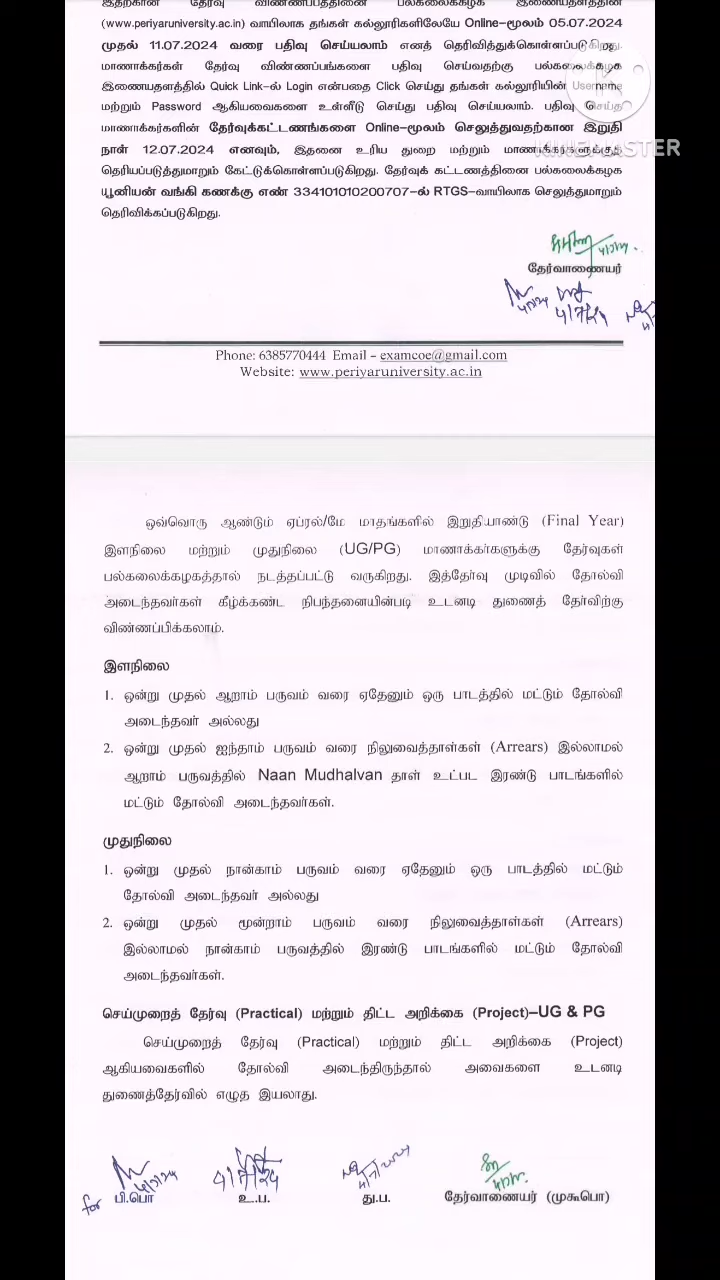 இதற்கான தேர்வு விண்ணப்பத்தினை பல்கலைக்கழக இணையதளத்தின்
(www.periyaruniversity.ac.in) வாயிலாக தங்கள் கல்லூரிகளிலேயே Online-மூலம் 05.07.2024
முதல் 11.07.2024 வரை பதிவு செய்யலாம் எனத் தெரிவித்துக்கொள்ளப்படுகிறது.
மாணாக்கர்கள் தேர்வு விண்ணப்பங்களை பதிவு செய்வதற்கு பல்கலைக்கழக
இணையதளத்தில் Quick Link-ல் Login என்பதை Click செய்து தங்கள் கல்லூரியின் Username
மற்றும் Password ஆகியவைகளை உள்ளீடு செய்து பதிவு செய்யலாம். பதிவு செய்த
மாணாக்கர்களின் தேர்வுக்கட்டணங்களை Online-மூலம் செலுத்துவதற்கான இறுதி
நாள் 12.07.2024 எனவும், இதனை உரிய துறை மற்றும் மாணாக்கர்களுக்குத்
KINEMASTER
தெரியப்படுத்துமாறும் கேட்டுக்கொள்ளப்படுகிறது. தேர்வுக் கட்டணத்தினை பல்கலைக்கழக
யூனியன் வங்கி கணக்கு எண் 334101010200707-ல் RTGS-வாயிலாக செலுத்துமாறும்
தெரிவிக்கப்படுகிறது.
தேர்வாணையர்
4/7/24
Phone: 6385770444 Email – examcoe@gmail.com
Website: www.periyaruniversity.ac.in
ஒவ்வொரு ஆண்டும் ஏப்ரல்/மே மாதங்களில் இறுதியாண்டு (Final Year)
இளநிலை மற்றும் முதுநிலை (UG/PG) மாணாக்கர்களுக்கு தேர்வுகள்
பல்கலைக்கழகத்தால் நடத்தப்பட்டு வருகிறது. இத்தேர்வு முடிவில் தோல்வி
அடைந்தவர்கள் கீழ்க்கண்ட நிபந்தனையின்படி உடனடி துணைத் தேர்விற்கு
விண்ணப்பிக்கலாம்.
இளநிலை
1. ஒன்று முதல் ஆறாம் பருவம் வரை ஏதேனும் ஒரு பாடத்தில் மட்டும் தோல்வி
அடைந்தவர் அல்லது
2. ஒன்று முதல் ஐந்தாம் பருவம் வரை நிலுவைத்தாள்கள் (Arrears) இல்லாமல்
ஆறாம் பருவத்தில் Naan Mudhalvan தாள் உட்பட இரண்டு பாடங்களில்
மட்டும் தோல்வி அடைந்தவர்கள்.
முதுநிலை
1. ஒன்று முதல் நான்காம் பருவம் வரை ஏதேனும் ஒரு பாடத்தில் மட்டும்
தோல்வி அடைந்தவர் அல்லது
2. ஒன்று முதல் மூன்றாம் பருவம் வரை நிலுவைத்தாள்கள் (Arrears)
இல்லாமல் நான்காம் பருவத்தில் இரண்டு பாடங்களில் மட்டும் தோல்வி
அடைந்தவர்கள்.
செய்முறைத் தேர்வு (Practical) மற்றும் திட்ட அறிக்கை (Project)–UG & PG
செய்முறைத் தேர்வு (Practical) மற்றும் திட்ட அறிக்கை (Project)
ஆகியவைகளில் தோல்வி அடைந்திருந்தால் அவைகளை உடனடி
துணைத்தேர்வில் எழுத இயலாது.
4/7/24
for பி.பொ உ.ப. து.ப. தேர்வாணையர் (முகூபொ)